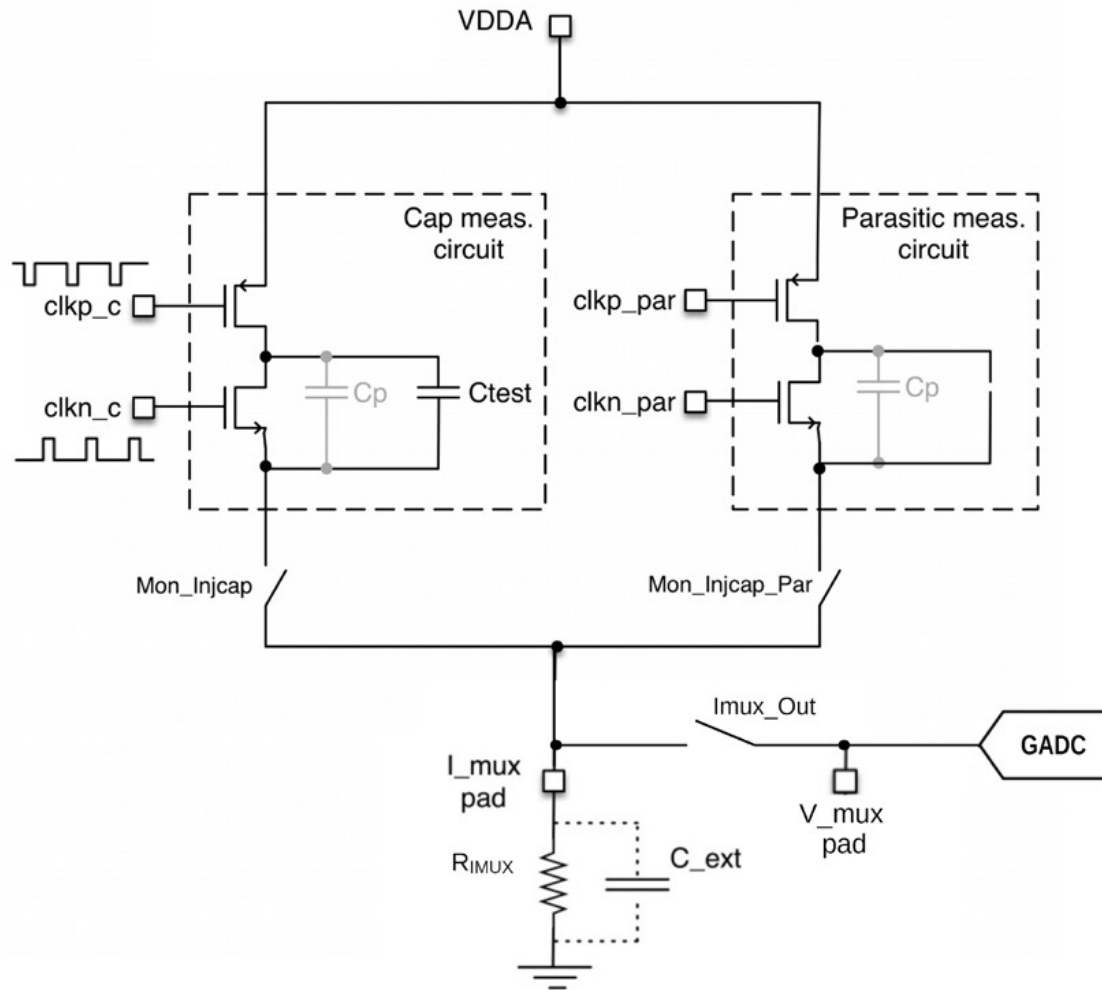 VDDA
Cap meas.
circuit
Parasitic meas.
circuit
clkp_c
clkp_par
Cp
Ctest
Cp
clkn_c
clkn_par
Mon_Injcap
Mon_Injcap_Par
Imux_Out
GADC
I_mux
pad
V_mux
pad
RIMUX
C_ext